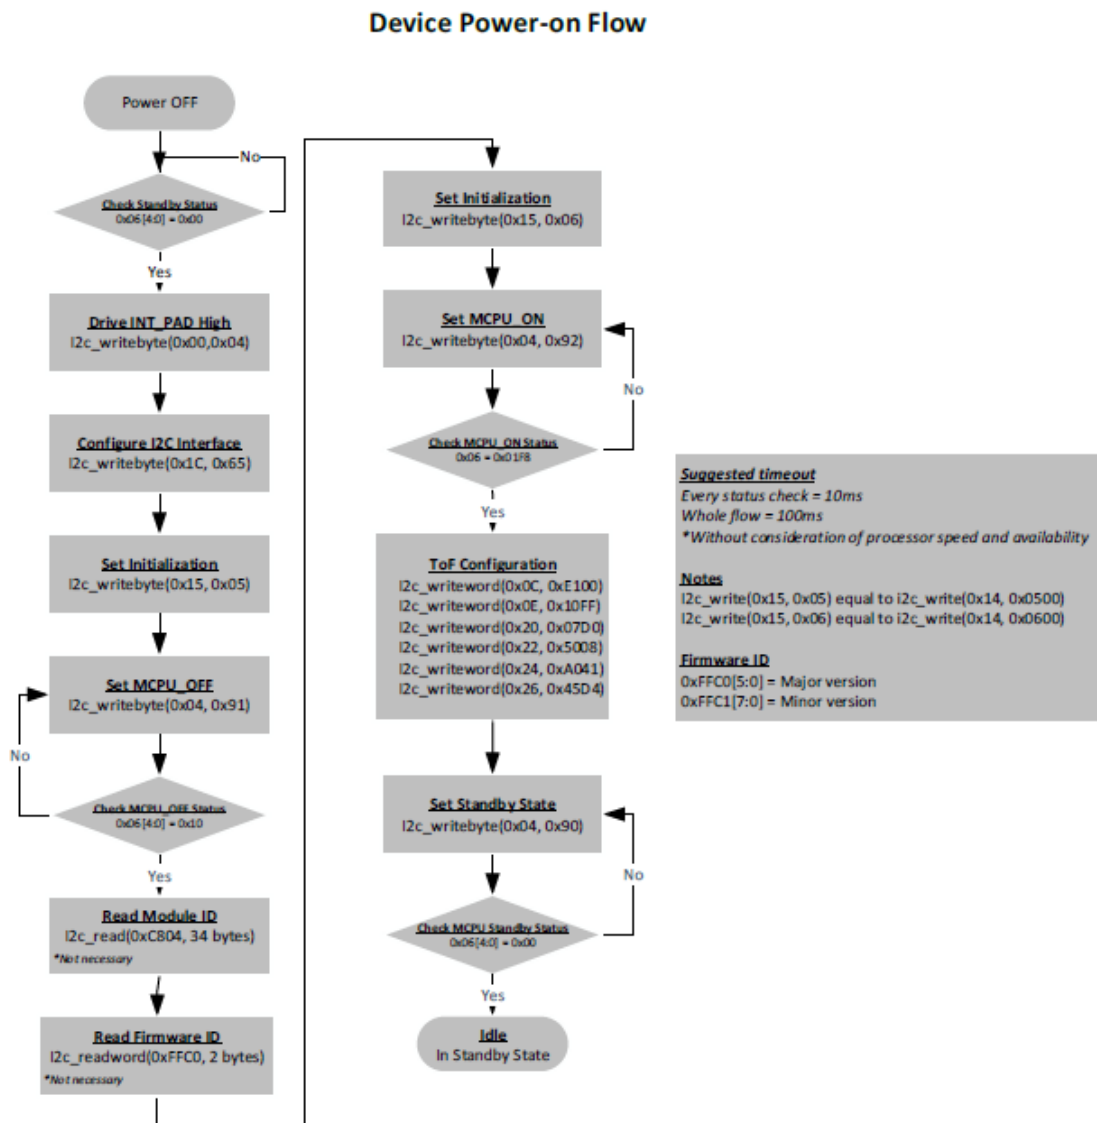 Device Power-on Flow
Power OFF
No
Check Standby Status
0x06[4:0] = 0x00
Yes
Drive INT_PAD High
I2c_writebyte(0x00,0x04)
Configure I2C Interface
I2c_writebyte(0x1C, 0x65)
Set Initialization
I2c_writebyte(0x15, 0x05)
Set MCPU_OFF
I2c_writebyte(0x04, 0x91)
No
Check MCPU_OFF Status
0x06[4:0] = 0x10
Yes
Read Module ID
I2c_read(0xC804, 34 bytes)
*Not necessary
Read Firmware ID
I2c_readword(0xFFC0, 2 bytes)
*Not necessary
Set Initialization
I2c_writebyte(0x15, 0x06)
Set MCPU_ON
I2c_writebyte(0x04, 0x92)
No
Check MCPU_ON Status
0x06 = 0x01F8
Yes
ToF Configuration
I2c_writeword(0x0C, 0xE100)
I2c_writeword(0x0E, 0x10FF)
I2c_writeword(0x20, 0x07D0)
I2c_writeword(0x22, 0x5008)
I2c_writeword(0x24, 0xA041)
I2c_writeword(0x26, 0x45D4)
Set Standby State
I2c_writebyte(0x04, 0x90)
No
Check MCPU Standby Status
0x06[4:0] = 0x00
Yes
Idle
In Standby State
Suggested timeout
Every status check = 10ms
Whole flow = 100ms
*Without consideration of processor speed and availability
Notes
I2c_write(0x15, 0x05) equal to i2c_write(0x14, 0x0500)
I2c_write(0x15, 0x06) equal to i2c_write(0x14, 0x0600)
Firmware ID
0xFFC0[5:0] = Major version
0xFFC1[7:0] = Minor version